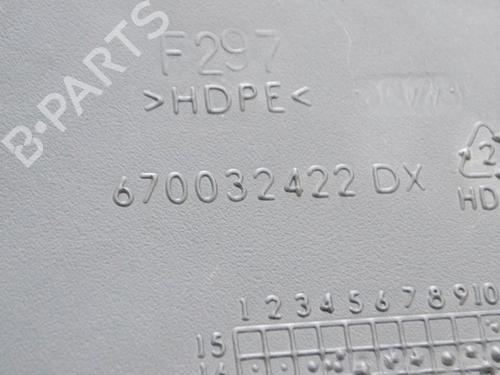 B-PARTS
F297
>HDPE<
670032422 DX
2
HD
1 2 3 4 5 6 7 8 9 10
15